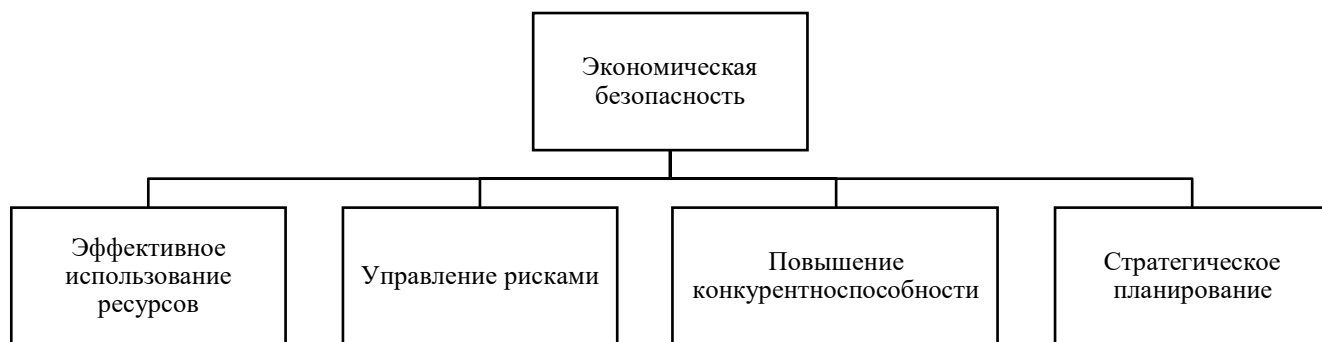 Экономическая
безопасность
Эффективное
использование
ресурсов
Управление рисками
Повышение
конкурентноспособности
Стратегическое
планирование